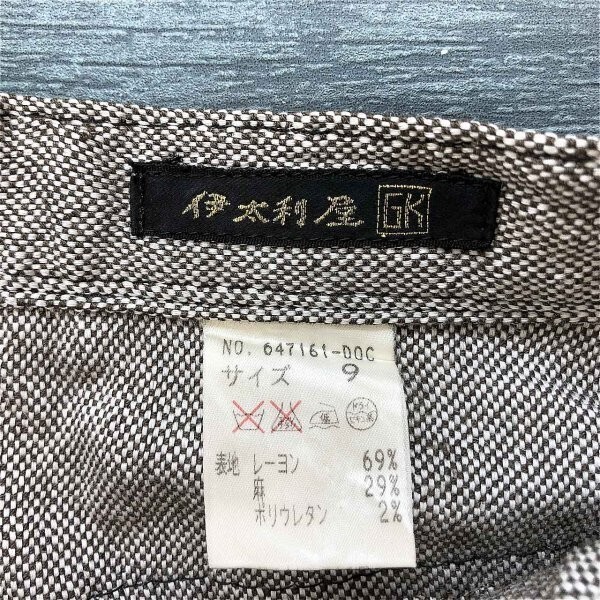 伊太利屋 GK
NO. 647161-DOC
サイズ 9
表地 レーヨン 69%
麻 29%
ポリウレタン 2%